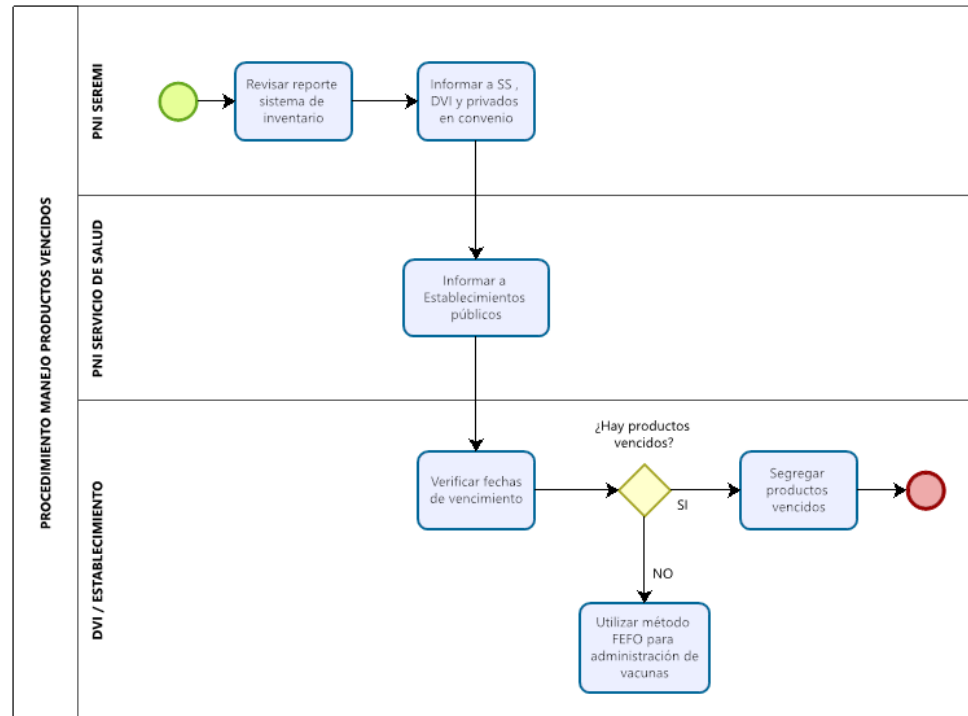 PROCEDIMIENTO MANEJO PRODUCTOS VENCIDOS
PNI SEREMI
Revisar reporte
sistema de
inventario
Informar a SS ,
DVI y privados
en convenio
PNI SERVICIO DE SALUD
Informar a
Establecimientos
públicos
DVI / ESTABLECIMIENTO
Verificar fechas
de vencimiento
¿Hay productos
vencidos?
SI
Segregar
productos
vencidos
NO
Utilizar método
FEFO para
administración de
vacunas